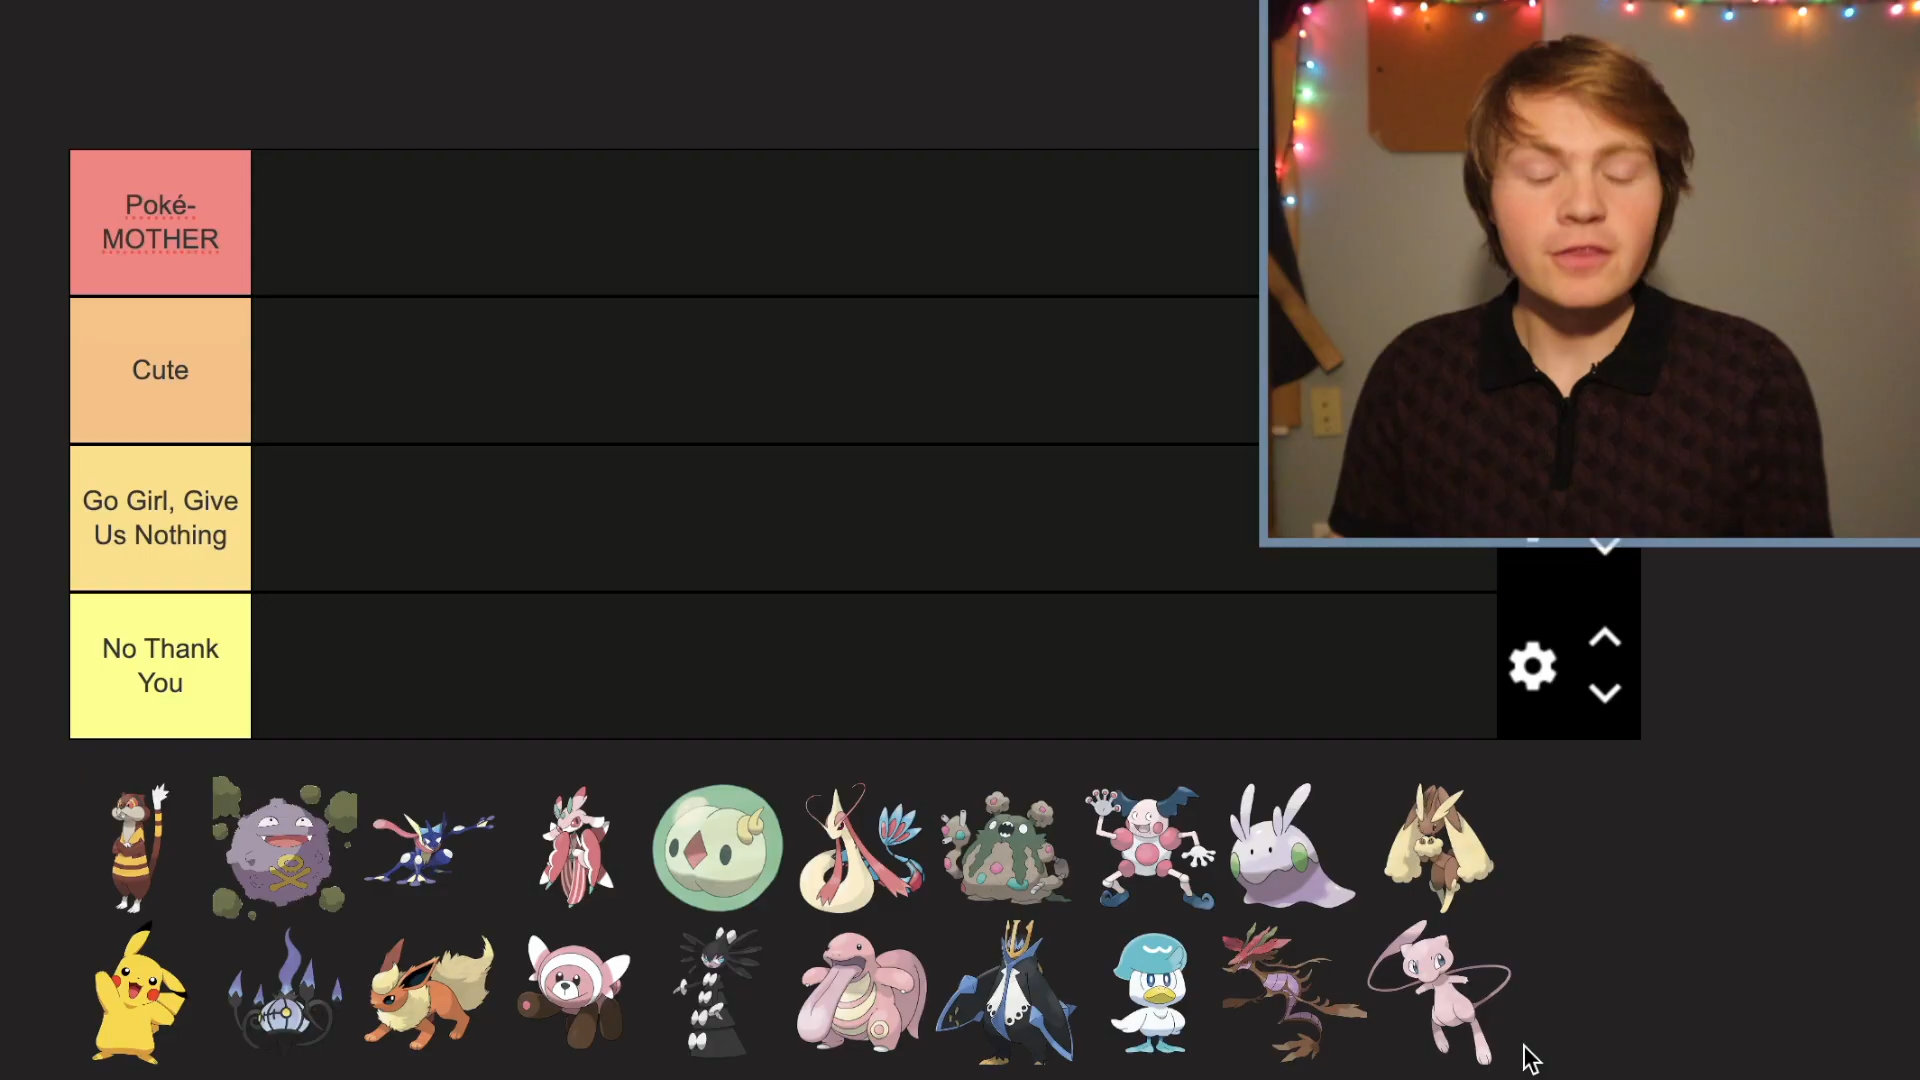 Poké-
MOTHER
Cute
Go Girl, Give
Us Nothing
No Thank
You